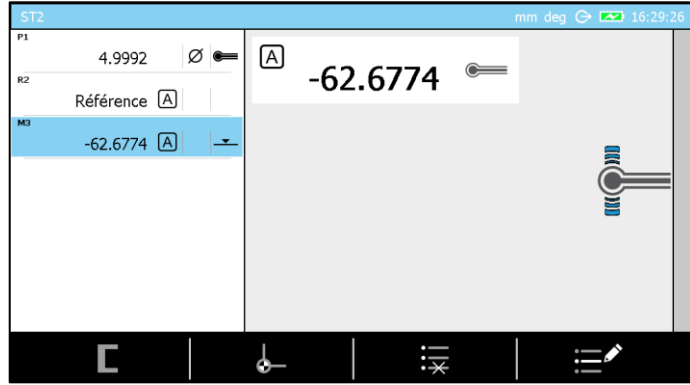 ST2
mm deg 16:29:26
P1
4.9992 Ø
R2
Référence A
M3
-62.6774 A
A
-62.6774